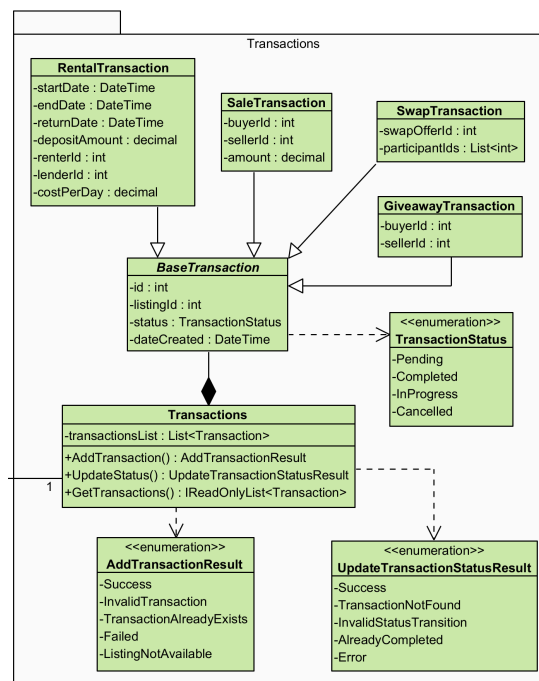 Transactions
RentalTransaction
-startDate : DateTime
-endDate : DateTime
-returnDate : DateTime
-depositAmount : decimal
-renterId : int
-lenderId : int
-costPerDay : decimal
SaleTransaction
-buyerId : int
-sellerId : int
-amount : decimal
SwapTransaction
-swapOfferId : int
-participantIds : List<int>
GiveawayTransaction
-buyerId : int
-sellerId : int
BaseTransaction
-id : int
-listingId : int
-status : TransactionStatus
-dateCreated : DateTime
<<enumeration>>
TransactionStatus
-Pending
-Completed
-InProgress
-Cancelled
Transactions
-transactionsList : List<Transaction>
+AddTransaction() : AddTransactionResult
+UpdateStatus() : UpdateTransactionStatusResult
+GetTransactions() : IReadOnlyList<Transaction>
1
<<enumeration>>
AddTransactionResult
-Success
-InvalidTransaction
-TransactionAlreadyExists
-Failed
-ListingNotAvailable
<<enumeration>>
UpdateTransactionStatusResult
-Success
-TransactionNotFound
-InvalidStatusTransition
-AlreadyCompleted
-Error